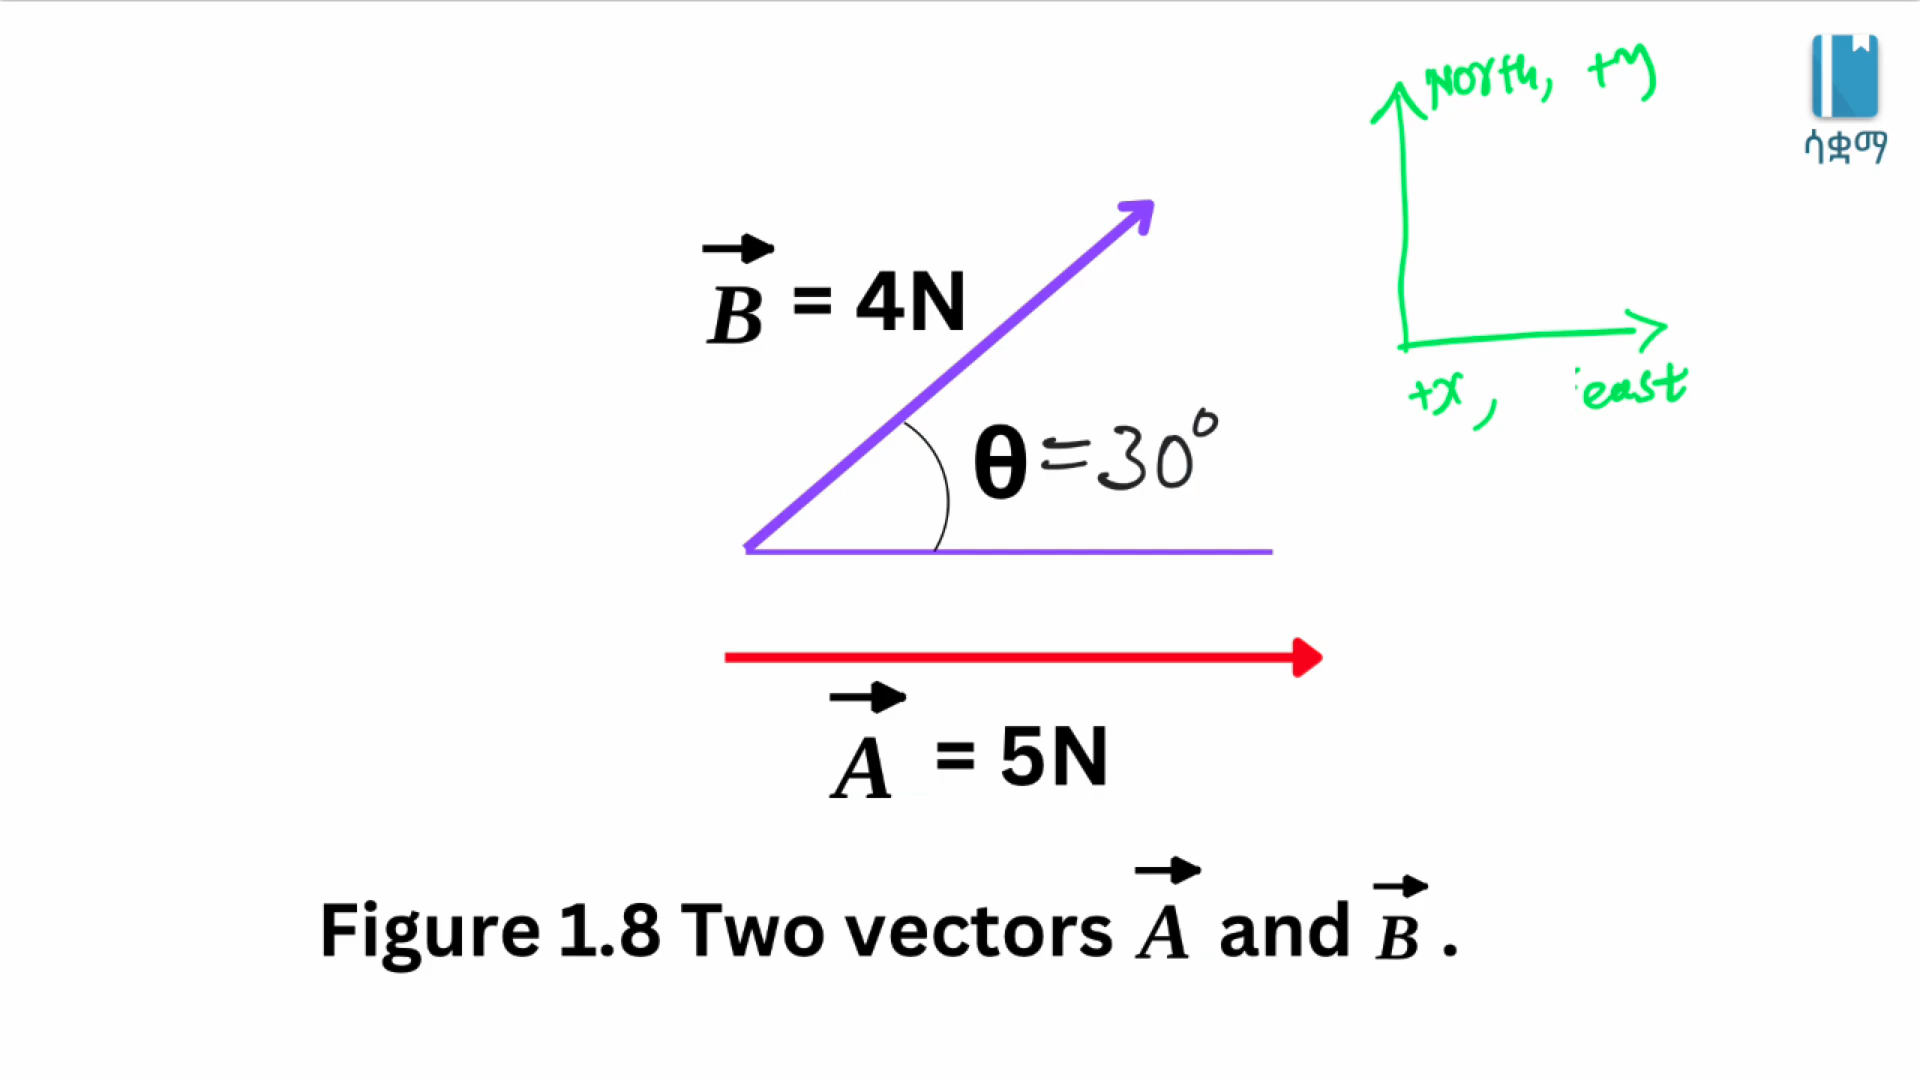 North, +y
ሳቋማ
B = 4N
+x, east
θ = 30°
A = 5N
Figure 1.8 Two vectors A and B .